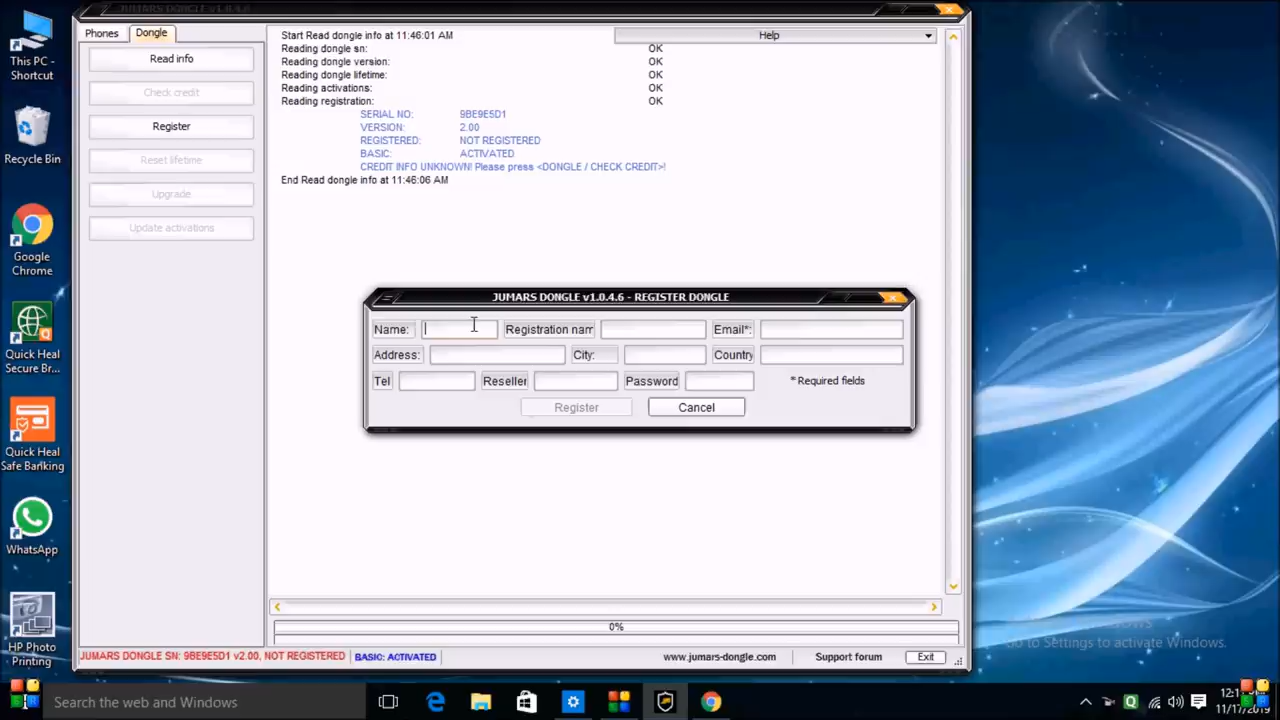 JUMARS DONGLE v1.0.4.6
This PC - Shortcut
Recycle Bin
Google Chrome
Quick Heal Secure Br...
Quick Heal Safe Banking
WhatsApp
HP Photo Printing
Phones
Dongle
Read info
Check credit
Register
Reset lifetime
Upgrade
Update activations
Help
Start Read dongle info at 11:46:01 AM
Reading dongle sn: OK
Reading dongle version: OK
Reading dongle lifetime: OK
Reading activations: OK
Reading registration: OK
SERIAL NO: 9BE9E5D1
VERSION: 2.00
REGISTERED: NOT REGISTERED
BASIC: ACTIVATED
CREDIT INFO UNKNOWN! Please press <DONGLE / CHECK CREDIT>!
End Read dongle info at 11:46:06 AM
JUMARS DONGLE v1.0.4.6 - REGISTER DONGLE
Name: Registration nam Email*:
Address: City: Country
Tel Reseller Password * Required fields
Register Cancel
0%
JUMARS DONGLE SN: 9BE9E5D1 v2.00, NOT REGISTERED BASIC: ACTIVATED www.jumars-dongle.com Support forum Exit
Go to Settings to activate Windows.
Search the web and Windows
11/17/2019